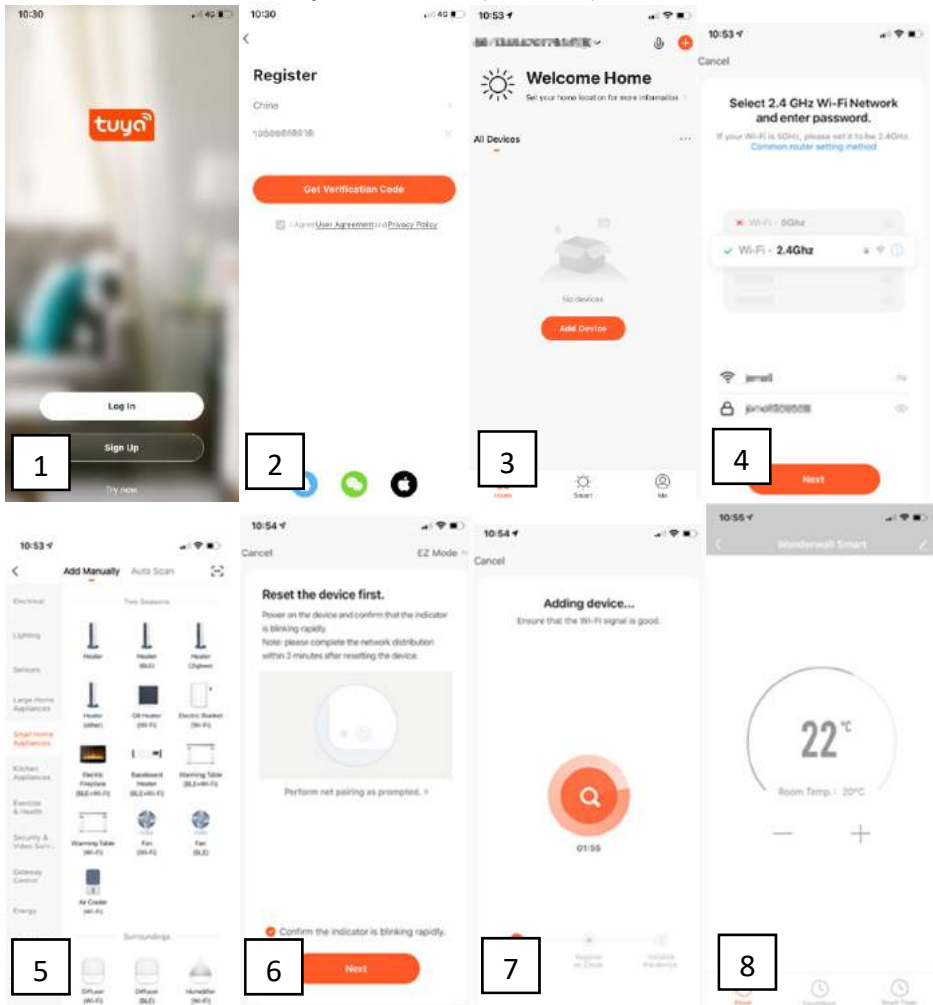 10:30
4G
tuya
Log In
Sign Up
Try now
1
10:30
4G
Register
China
Get Verification Code
I Agree User Agreement and Privacy Policy
2
10:53
Welcome Home
Set your home location for more information
All Devices
...
No devices
Add Device
Home
Smart
Me
3
10:53
Cancel
Select 2.4 GHz Wi-Fi Network
and enter password.
If your Wi-Fi is 5GHz, please set it to be 2.4GHz.
Common router setting method
Wi-Fi - 5Ghz
Wi-Fi - 2.4Ghz
Next
4
10:53
Add Manually
Auto Scan
Electrical
Lighting
Sensors
Large Home
Appliances
Small Home
Appliances
Kitchen
Appliances
Exercise
& Health
Security &
Video Surv...
Gateway
Control
Energy
Two Seasons
Heater
Heater
(BLE)
Heater
(Zigbee)
Heater
(other)
Oil Heater
(Wi-Fi)
Electric Blanket
(Wi-Fi)
Electric
Fireplace
(BLE+Wi-Fi)
Baseboard
Heater
(BLE+Wi-Fi)
Warming Table
(BLE+Wi-Fi)
Warming Table
(Wi-Fi)
Fan
(Wi-Fi)
Fan
(BLE)
Air Cooler
(Wi-Fi)
Surroundings
Diffuser
(Wi-Fi)
Diffuser
(BLE)
Humidifier
(Wi-Fi)
5
10:54
Cancel
EZ Mode
Reset the device first.
Power on the device and confirm that the indicator
is blinking rapidly.
Note: please complete the network distribution
within 3 minutes after resetting the device.
Perform net pairing as prompted.
Confirm the indicator is blinking rapidly.
Next
6
10:54
Cancel
Adding device...
Ensure that the Wi-Fi signal is good.
01:55
Register
on Cloud
Initialize
the device
7
10:55
Wonderwall Smart
22°C
Room Temp.: 20°C
8
Power